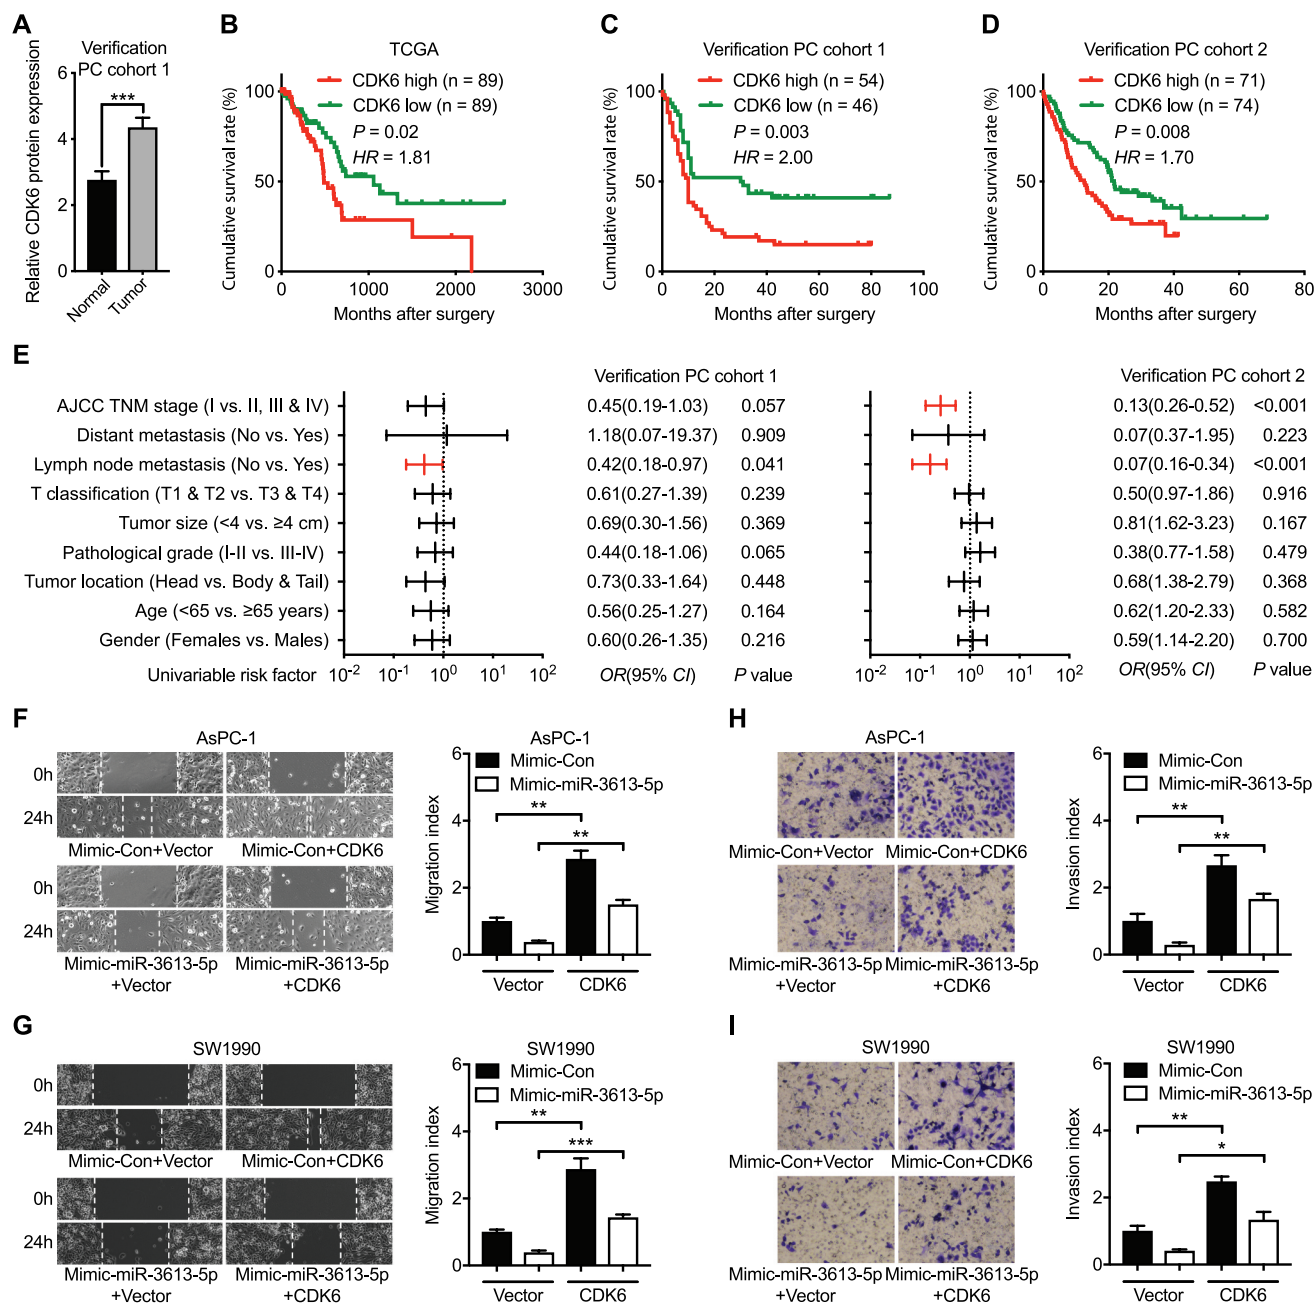 A
Verification
PC cohort 1
Relative CDK6 protein expression
6
4
2
0
***
Normal
Tumor
B
TCGA
CDK6 high (n = 89)
CDK6 low (n = 89)
P = 0.02
HR = 1.81
Cumulative survival rate (%)
100
50
0
0 1000 2000 3000
Months after surgery
C
Verification PC cohort 1
CDK6 high (n = 54)
CDK6 low (n = 46)
P = 0.003
HR = 2.00
Cumulative survival rate (%)
100
50
0
0 20 40 60 80 100
Months after surgery
D
Verification PC cohort 2
CDK6 high (n = 71)
CDK6 low (n = 74)
P = 0.008
HR = 1.70
Cumulative survival rate (%)
100
50
0
0 20 40 60 80
Months after surgery
E
Verification PC cohort 1 Verification PC cohort 2
AJCC TNM stage (I vs. II, III & IV) 0.45(0.19-1.03) 0.057 0.13(0.26-0.52) <0.001
Distant metastasis (No vs. Yes) 1.18(0.07-19.37) 0.909 0.07(0.37-1.95) 0.223
Lymph node metastasis (No vs. Yes) 0.42(0.18-0.97) 0.041 0.07(0.16-0.34) <0.001
T classification (T1 & T2 vs. T3 & T4) 0.61(0.27-1.39) 0.239 0.50(0.97-1.86) 0.916
Tumor size (<4 vs. ≥4 cm) 0.69(0.30-1.56) 0.369 0.81(1.62-3.23) 0.167
Pathological grade (I-II vs. III-IV) 0.44(0.18-1.06) 0.065 0.38(0.77-1.58) 0.479
Tumor location (Head vs. Body & Tail) 0.73(0.33-1.64) 0.448 0.68(1.38-2.79) 0.368
Age (<65 vs. ≥65 years) 0.56(0.25-1.27) 0.164 0.62(1.20-2.33) 0.582
Gender (Females vs. Males) 0.60(0.26-1.35) 0.216 0.59(1.14-2.20) 0.700
Univariable risk factor 10-2 10-1 100 101 102 OR(95% CI) P value 10-2 10-1 100 101 102 OR(95% CI) P value
F
AsPC-1
0h
24h
Mimic-Con+Vector Mimic-Con+CDK6
0h
24h
Mimic-miR-3613-5p
+Vector
Mimic-miR-3613-5p
+CDK6
AsPC-1
Mimic-Con
Mimic-miR-3613-5p
Migration index
6
4
2
0
**
**
Vector CDK6
H
AsPC-1
Mimic-Con+Vector Mimic-Con+CDK6
Mimic-miR-3613-5p
+Vector
Mimic-miR-3613-5p
+CDK6
AsPC-1
Mimic-Con
Mimic-miR-3613-5p
Invasion index
6
4
2
0
**
**
Vector CDK6
G
SW1990
0h
24h
Mimic-Con+Vector Mimic-Con+CDK6
0h
24h
Mimic-miR-3613-5p
+Vector
Mimic-miR-3613-5p
+CDK6
SW1990
Mimic-Con
Mimic-miR-3613-5p
Migration index
6
4
2
0
**
***
Vector CDK6
I
SW1990
Mimic-Con+Vector Mimic-Con+CDK6
Mimic-miR-3613-5p
+Vector
Mimic-miR-3613-5p
+CDK6
SW1990
Mimic-Con
Mimic-miR-3613-5p
Invasion index
6
4
2
0
**
*
Vector CDK6